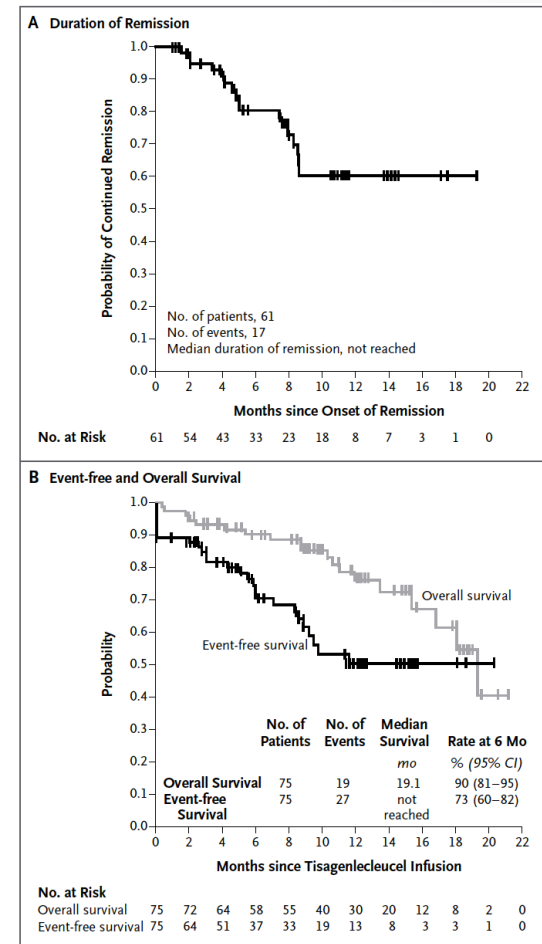 A Duration of Remission
1.0
0.9
0.8
0.7
0.6
0.5
0.4
0.3
0.2
0.1
0.0
Probability of Continued Remission
No. of patients, 61
No. of events, 17
Median duration of remission, not reached
0 2 4 6 8 10 12 14 16 18 20 22
Months since Onset of Remission
No. at Risk 61 54 43 33 23 18 8 7 3 1 0
B Event-free and Overall Survival
1.0
0.9
0.8
0.7
0.6
0.5
0.4
0.3
0.2
0.1
0.0
Probability
Overall survival
Event-free survival
No. of Patients No. of Events Median Survival Rate at 6 Mo
mo % (95% CI)
Overall Survival 75 19 19.1 90 (81–95)
Event-free Survival 75 27 not reached 73 (60–82)
0 2 4 6 8 10 12 14 16 18 20 22
Months since Tisagenlecleucel Infusion
No. at Risk
Overall survival 75 72 64 58 55 40 30 20 12 8 2 0
Event-free survival 75 64 51 37 33 19 13 8 3 3 1 0